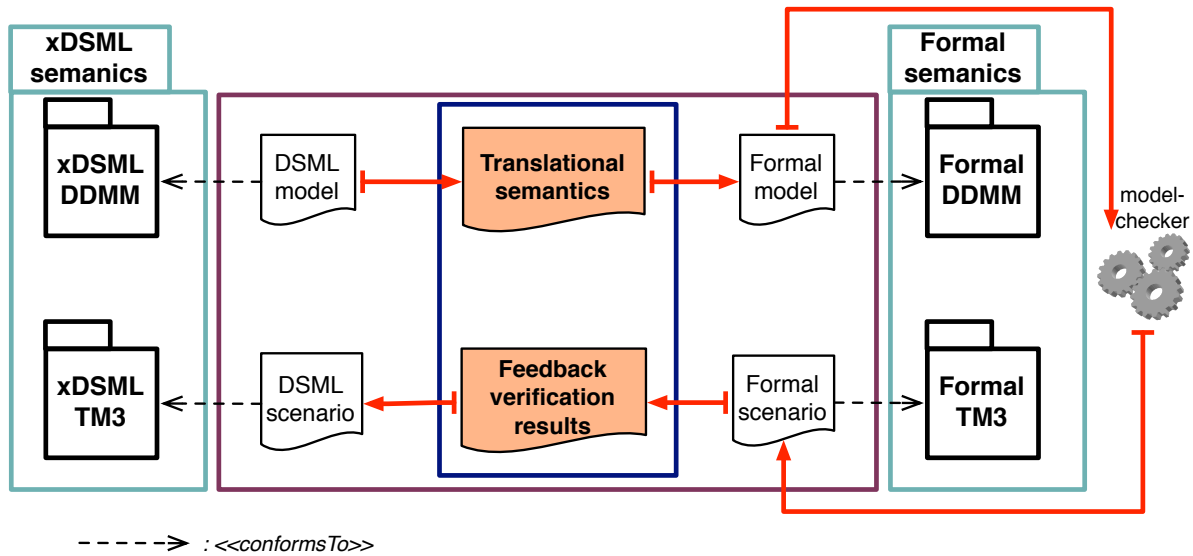 xDSML
semanics
Formal
semanics
xDSML
DDMM
DSML
model
Translational
semantics
Formal
model
Formal
DDMM
model-
checker
xDSML
TM3
DSML
scenario
Feedback
verification
results
Formal
scenario
Formal
TM3
: <<conformsTo>>